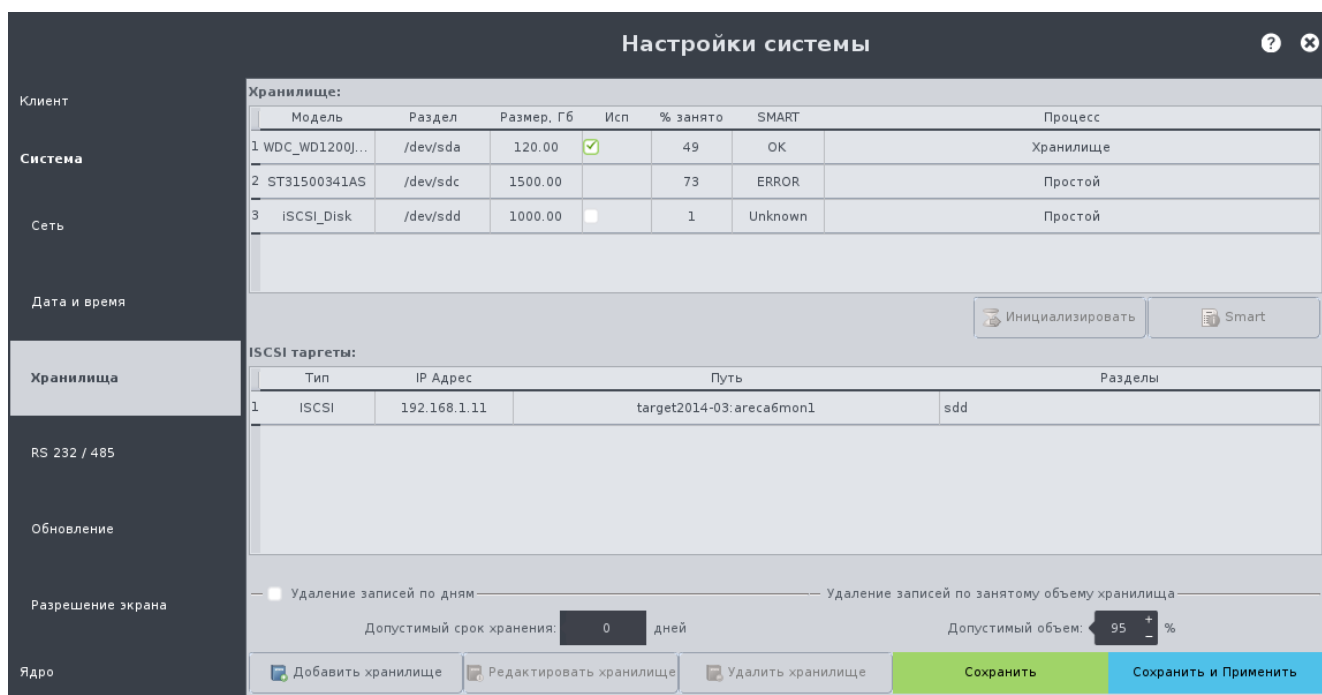 Настройки системы
Клиент
Система
Сеть
Дата и время
Хранилища
RS 232 / 485
Обновление
Разрешение экрана
Ядро
Хранилище:
Модель Раздел Размер, Гб Исп % занято SMART Процесс
1 WDC_WD1200J... /dev/sda 120.00 49 OK Хранилище
2 ST31500341AS /dev/sdc 1500.00 73 ERROR Простой
3 iSCSI_Disk /dev/sdd 1000.00 1 Unknown Простой
Инициализировать Smart
ISCSI таргеты:
Тип IP Адрес Путь Разделы
1 ISCSI 192.168.1.11 target2014-03:areca6mon1 sdd
Удаление записей по дням Удаление записей по занятому объему хранилища
Допустимый срок хранения: 0 дней Допустимый объем: 95 + − %
Добавить хранилище Редактировать хранилище Удалить хранилище Сохранить Сохранить и Применить